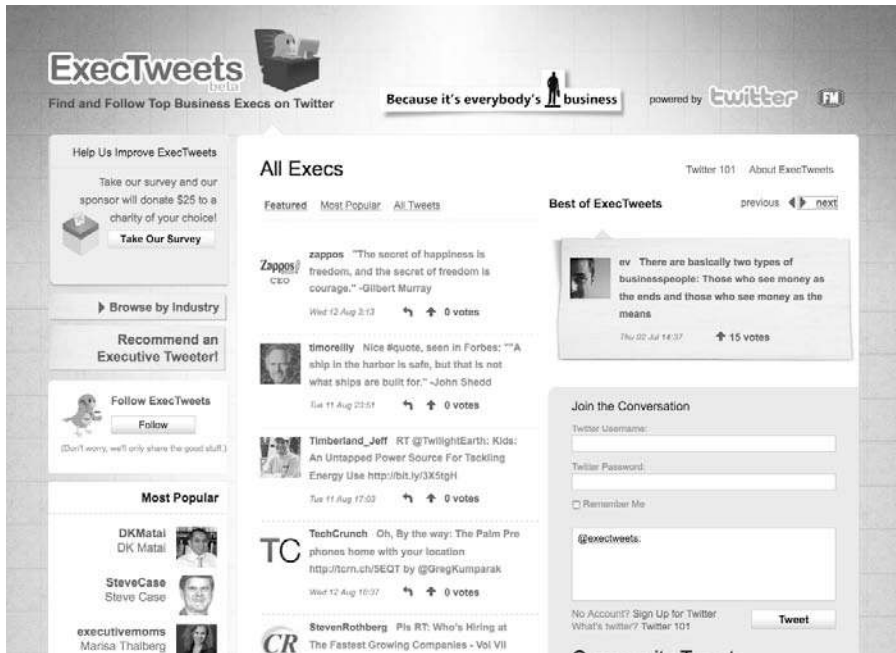 ExecTweets
beta
Find and Follow Top Business Execs on Twitter
Because it's everybody's business
powered by twitter FM
Help Us Improve ExecTweets
Take our survey and our
sponsor will donate $25 to a
charity of your choice!
Take Our Survey
Browse by Industry
Recommend an
Executive Tweeter!
Follow ExecTweets
Follow
(Don't worry, we'll only share the good stuff.)
Most Popular
DKMatai
DK Matai
SteveCase
Steve Case
executivemoms
Marisa Thalberg
All Execs
Twitter 101 About ExecTweets
Featured Most Popular All Tweets
Zappos
CEO
zappos "The secret of happiness is
freedom, and the secret of freedom is
courage." -Gilbert Murray
Wed 12 Aug 3:13 0 votes
timoreilly Nice #quote, seen in Forbes: ""A
ship in the harbor is safe, but that is not
what ships are built for." -John Shedd
Tue 11 Aug 23:51 0 votes
Timberland_Jeff RT @TwilightEarth: Kids:
An Untapped Power Source For Tackling
Energy Use http://bit.ly/3X5tgH
Tue 11 Aug 17:03 0 votes
TC
TechCrunch Oh, By the way: The Palm Pre
phones home with your location
http://tcrn.ch/5EQT by @GregKumparak
Wed 12 Aug 10:37 0 votes
CR
StevenRothberg Pls RT: Who's Hiring at
The Fastest Growing Companies - Vol VII
Best of ExecTweets previous next
ev There are basically two types of
businesspeople: Those who see money as
the ends and those who see money as the
means
Thu 02 Jul 14:37 15 votes
Join the Conversation
Twitter Username:
Twitter Password:
Remember Me
@exectweets:
No Account? Sign Up for Twitter
What's twitter? Twitter 101
Tweet